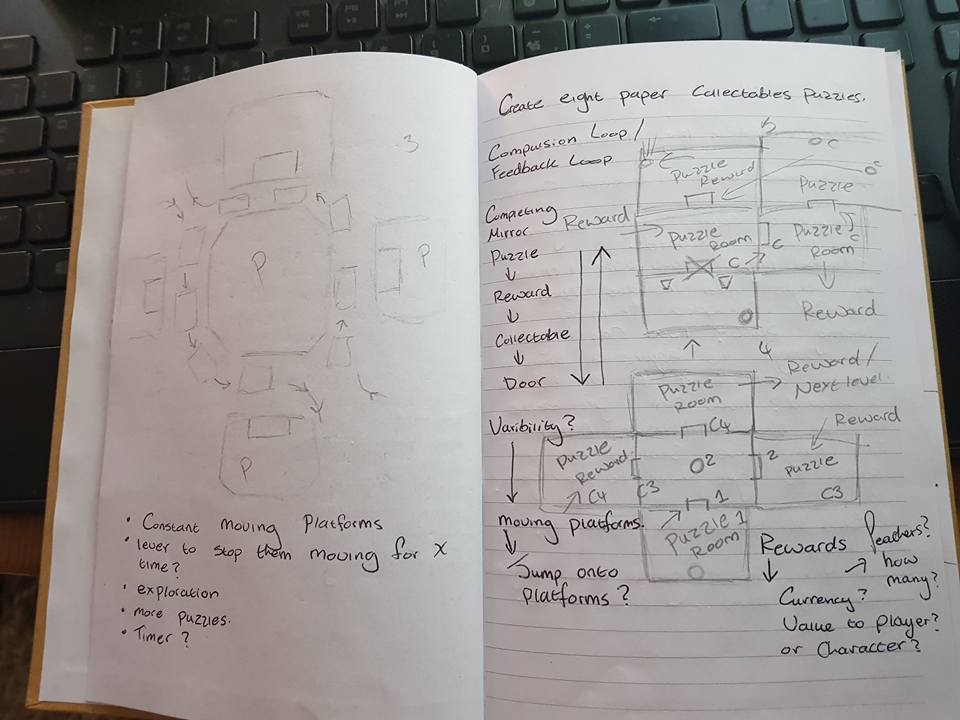 3
P
P
P
• Constant moving Platforms
• lever to stop them moving for X
time?
• exploration
• more puzzles.
• Timer?
Create eight paper Collectables puzzles.
Compulsion Loop /
Feedback Loop
Completing
Mirror
Puzzle
Reward
Collectable
Door
Varibility?
moving platforms.
Jump onto
platforms?
5
C
Puzzle
Reward
Puzzle
Reward
Puzzle
Room
C
Puzzle
Room
C
Reward
4
Puzzle
Room
Reward/
Next level.
C4
Reward
Puzzle
Reward
C4
C3
2
2
Puzzle
C3
1
Puzzle 1
Room
Rewards
how
many?
Currency?
Value to Player?
or Character?